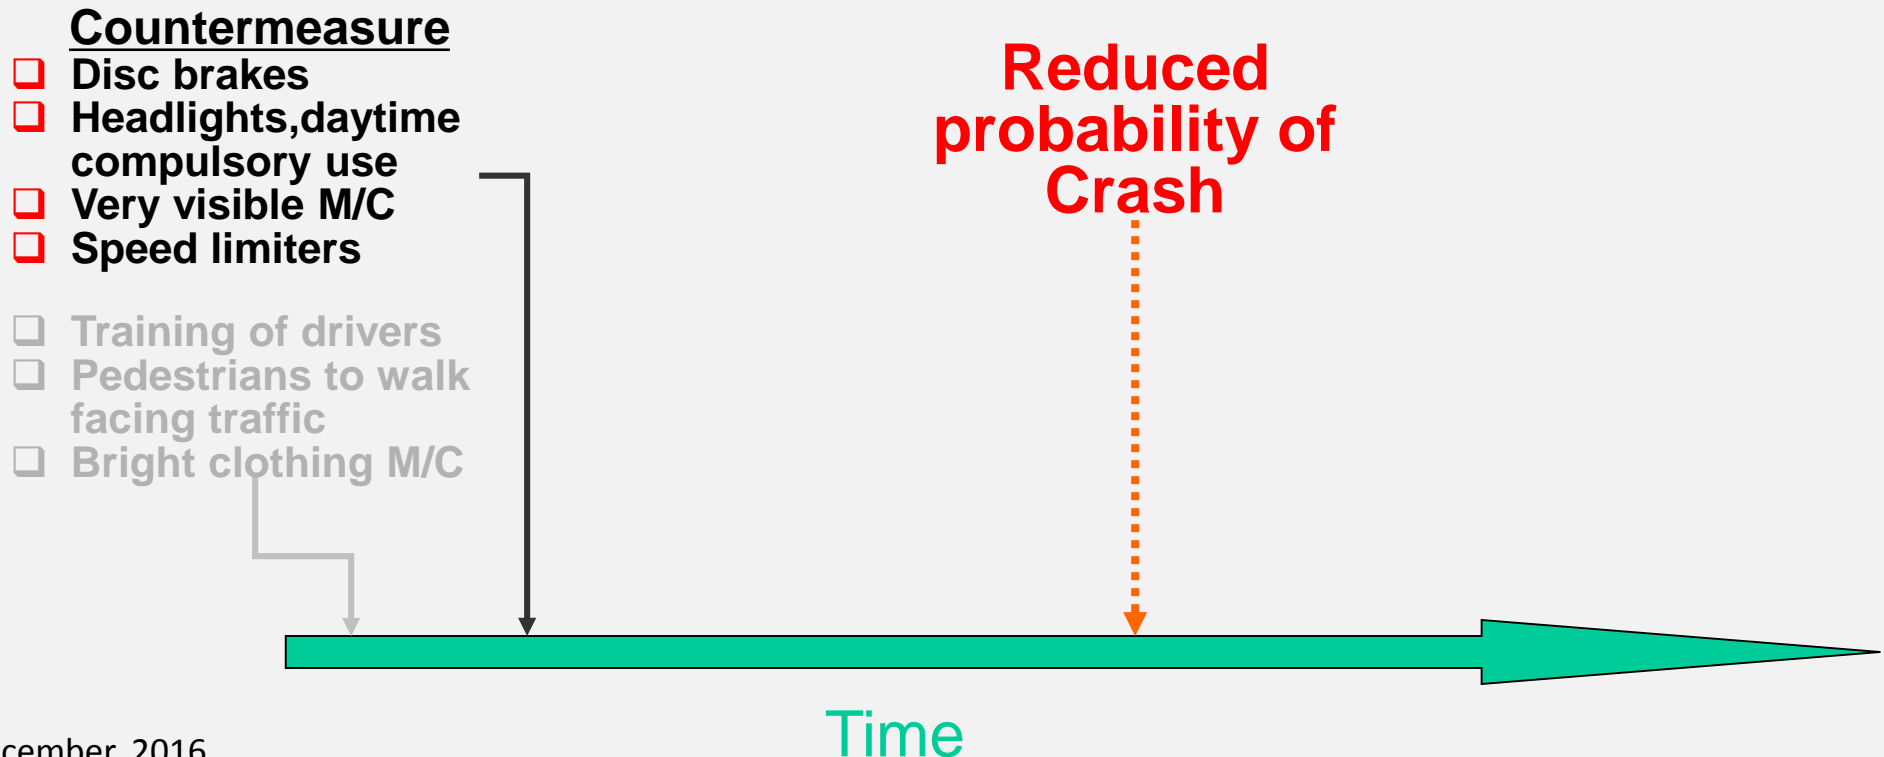 Countermeasure
Disc brakes
Headlights,daytime
compulsory use
Very visible M/C
Speed limiters
Training of drivers
Pedestrians to walk
facing traffic
Bright clothing M/C
Reduced
probability of
Crash
Time
cember, 2016